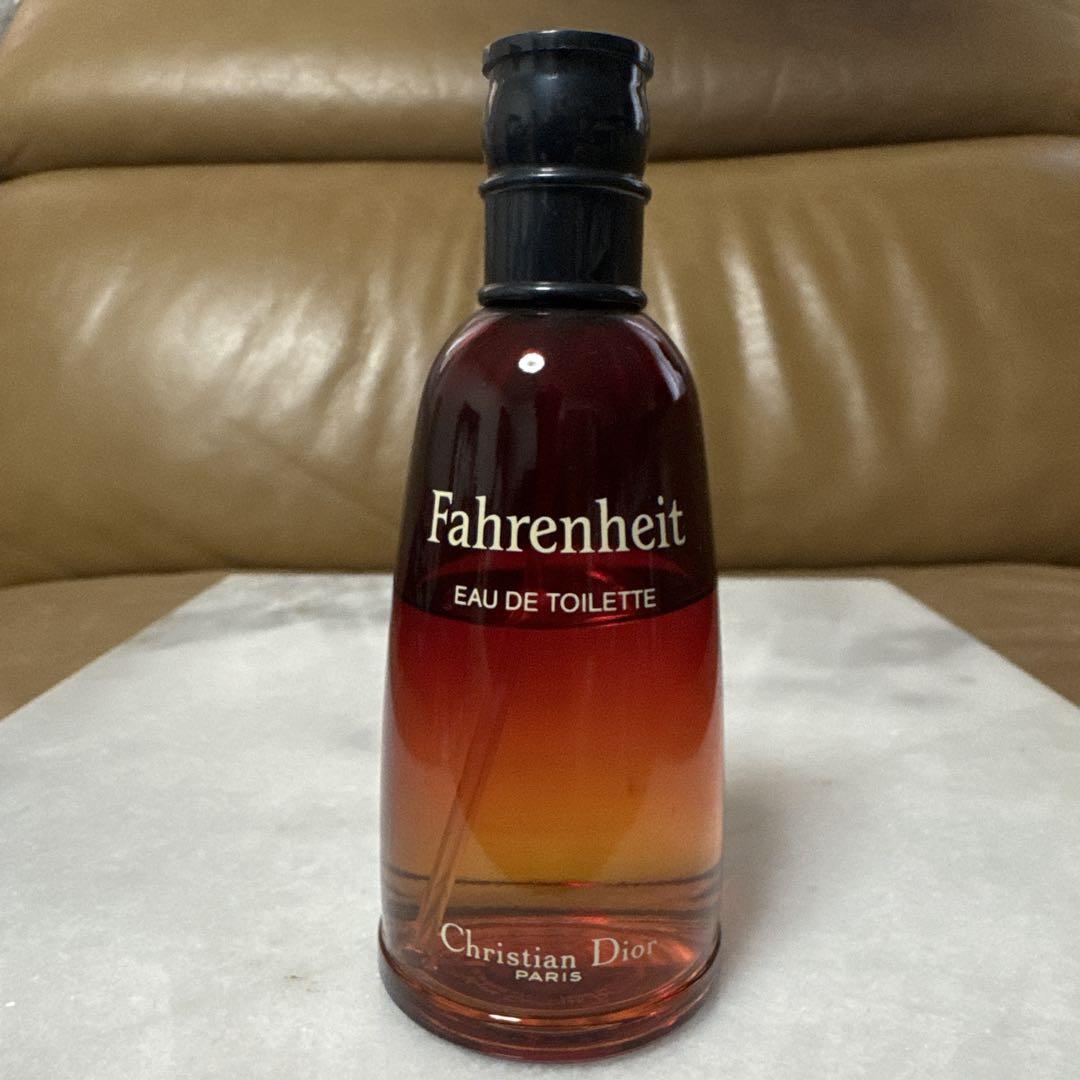 Fahrenheit
EAU DE TOILETTE
Christian Dior
PARIS